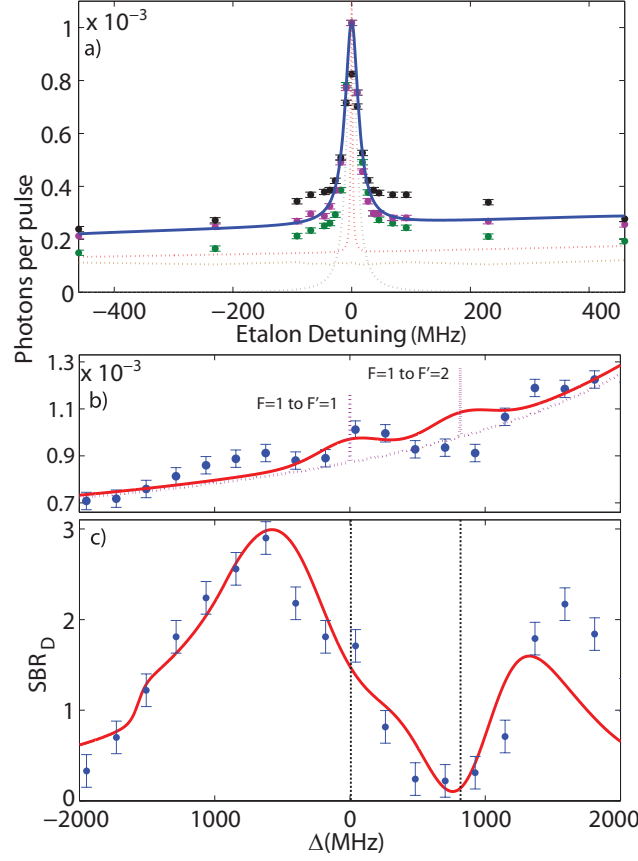 x 10⁻³
a)
1
0.8
0.6
0.4
0.2
0
−400 −200 0 200 400
Etalon Detuning (MHz)
Photons per pulse
x 10⁻³
1.3
b)
F=1 to F'=1
F=1 to F'=2
1.1
0.9
0.7
3
c)
2
1
0
SBR_D
−2000 1000 0 1000 2000
Δ(MHz)